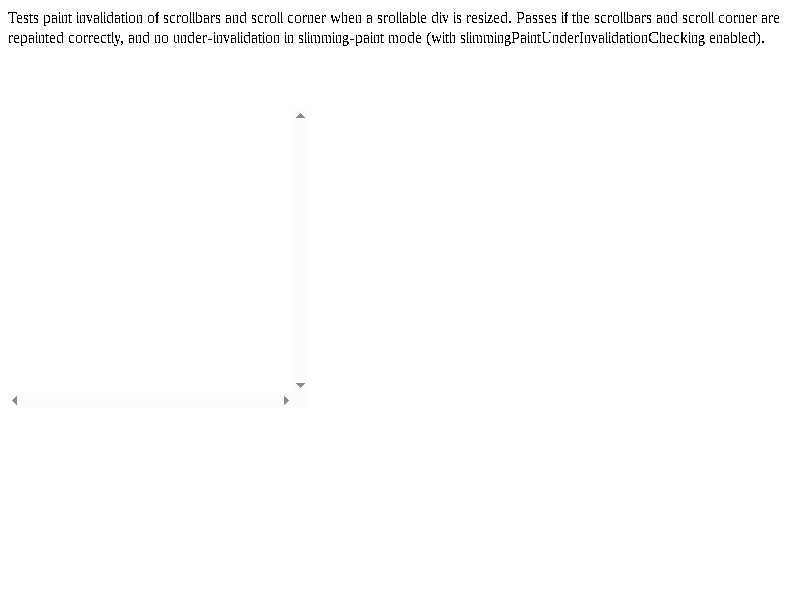 Tests paint invalidation of scrollbars and scroll corner when a srollable div is resized. Passes if the scrollbars and scroll corner are
repainted correctly, and no under-invalidation in slimming-paint mode (with slimmingPaintUnderInvalidationChecking enabled).